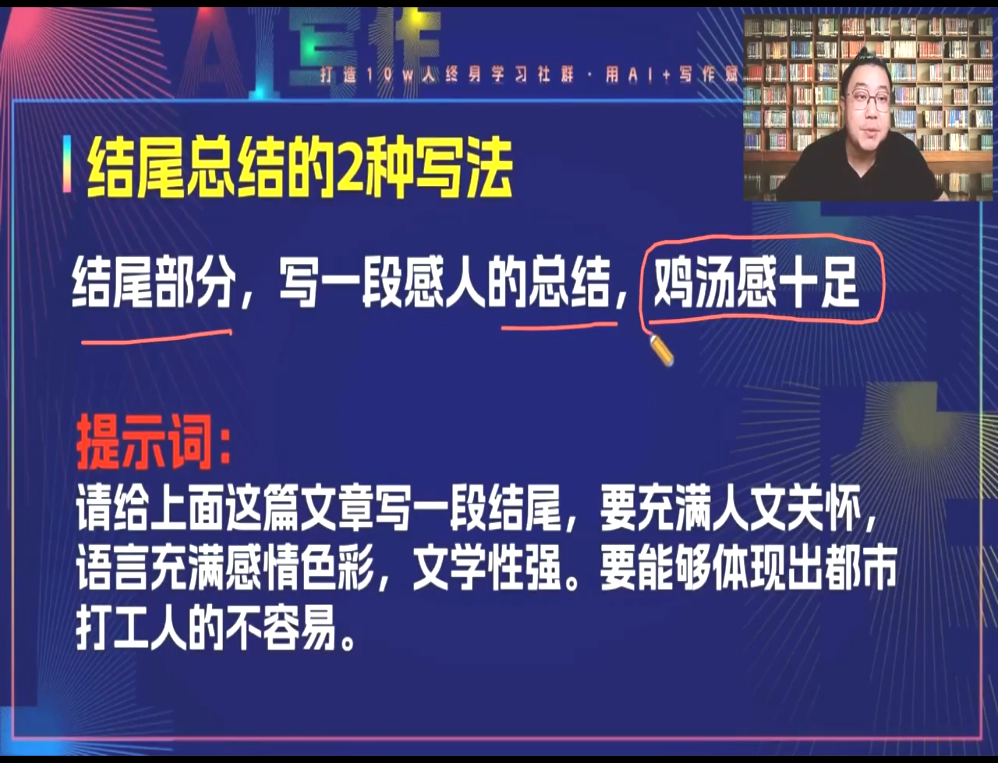 AI写作
打造10w人终身学习社群·用AI+写作赋
结尾总结的2种写法
结尾部分，写一段感人的总结，鸡汤感十足
提示词：
请给上面这篇文章写一段结尾，要充满人文关怀，
语言充满感情色彩，文学性强。要能够体现出都市
打工人的不容易。